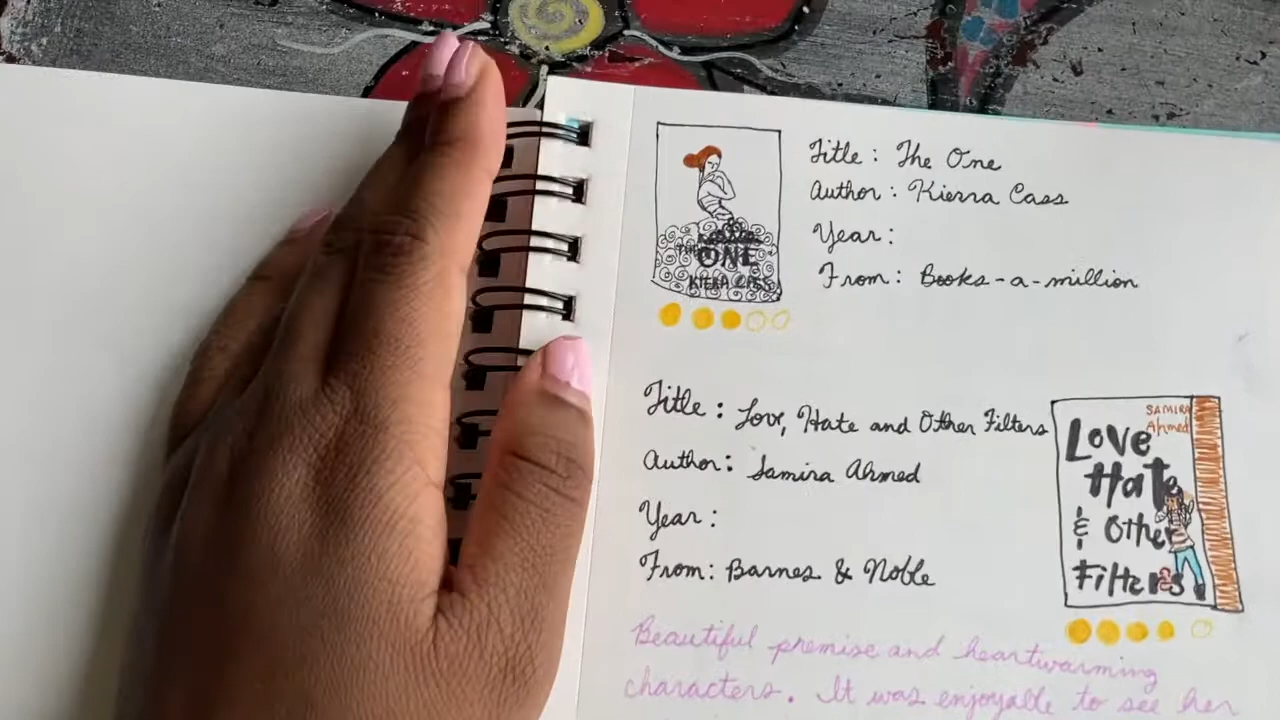 Title : The One
Author : Kierra Cass
Year :
From : Books-a-million
THE
ONE
KIERA CASS
Title : Love, Hate and Other Filters
Author : Samira Ahmed
Year :
From : Barnes & Noble
SAMIRA
Ahmed
Love
Hate
& Other
Filters
Beautiful premise and heartwarming
characters. It was enjoyable to see her